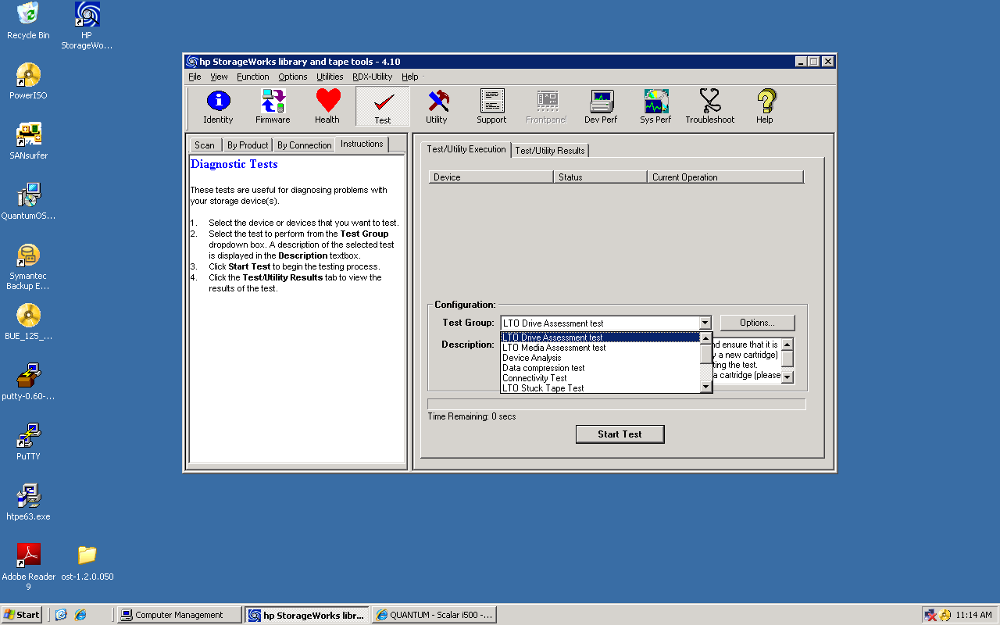 Recycle Bin
HP StorageWo...
PowerISO
SANsurfer
QuantumOS...
Symantec
Backup E...
BUE_125_...
putty-0.60-...
PuTTY
htpe63.exe
Adobe Reader
9
ost-1.2.0.050
hp StorageWorks library and tape tools - 4.10
File View Function Options Utilities RDX-Utility Help
Identity Firmware Health Test Utility Support Frontpanel Dev Perf Sys Perf Troubleshoot Help
Scan By Product By Connection Instructions
Diagnostic Tests
These tests are useful for diagnosing problems with
your storage device(s).
1. Select the device or devices that you want to test.
2. Select the test to perform from the Test Group
dropdown box. A description of the selected test
is displayed in the Description textbox.
3. Click Start Test to begin the testing process.
4. Click the Test/Utility Results tab to view the
results of the test.
Test/Utility Execution Test/Utility Results
Device Status Current Operation
Configuration:
Test Group: LTO Drive Assessment test Options...
Description:
LTO Drive Assessment test
LTO Media Assessment test
Device Analysis
Data compression test
Connectivity Test
LTO Stuck Tape Test
nd ensure that it is
y a new cartridge)
ting the test.
a cartridge (please
Time Remaining: 0 secs
Start Test
Start Computer Management hp StorageWorks libr... QUANTUM - Scalar i500 -... 11:14 AM